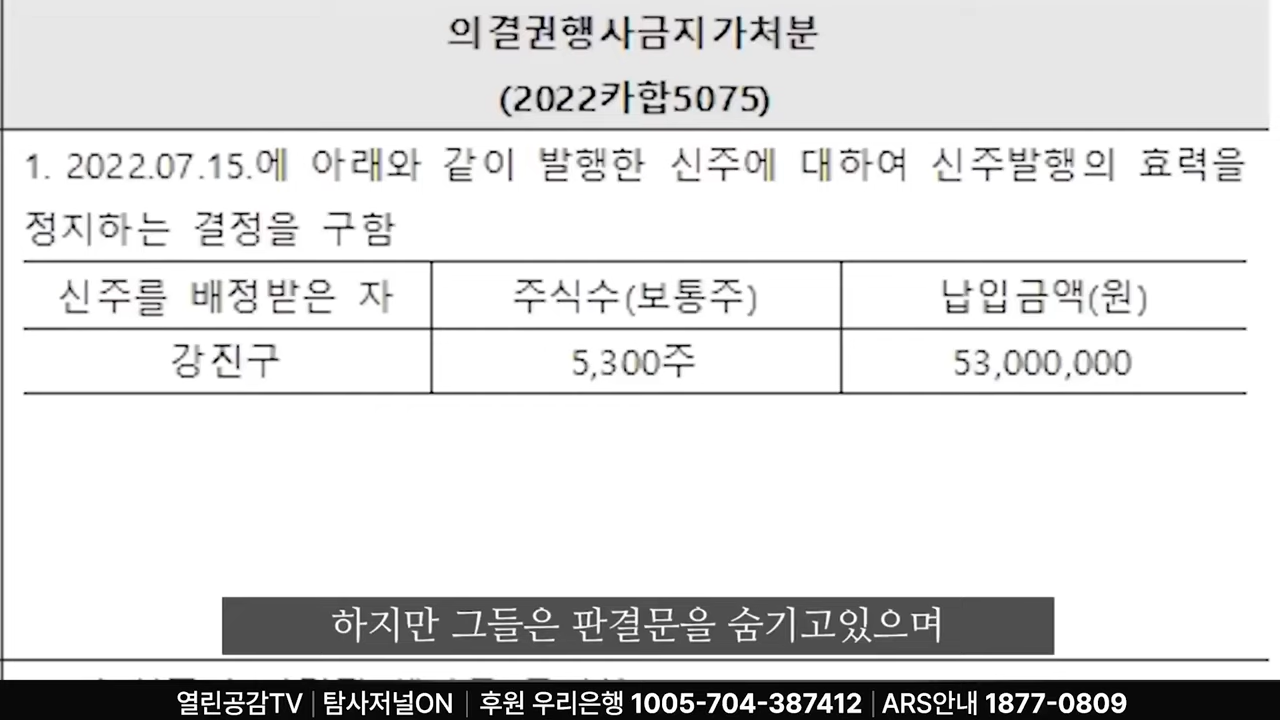 의결권행사금지가처분
(2022카합5075)
1. 2022.07.15.에 아래와 같이 발행한 신주에 대하여 신주발행의 효력을
정지하는 결정을 구함
신주를 배정받은 자 주식수(보통주) 납입금액(원)
강진구 5,300주 53,000,000
하지만 그들은 판결문을 숨기고있으며
열린공감TV | 탐사저널ON | 후원 우리은행 1005-704-387412 | ARS안내 1877-0809